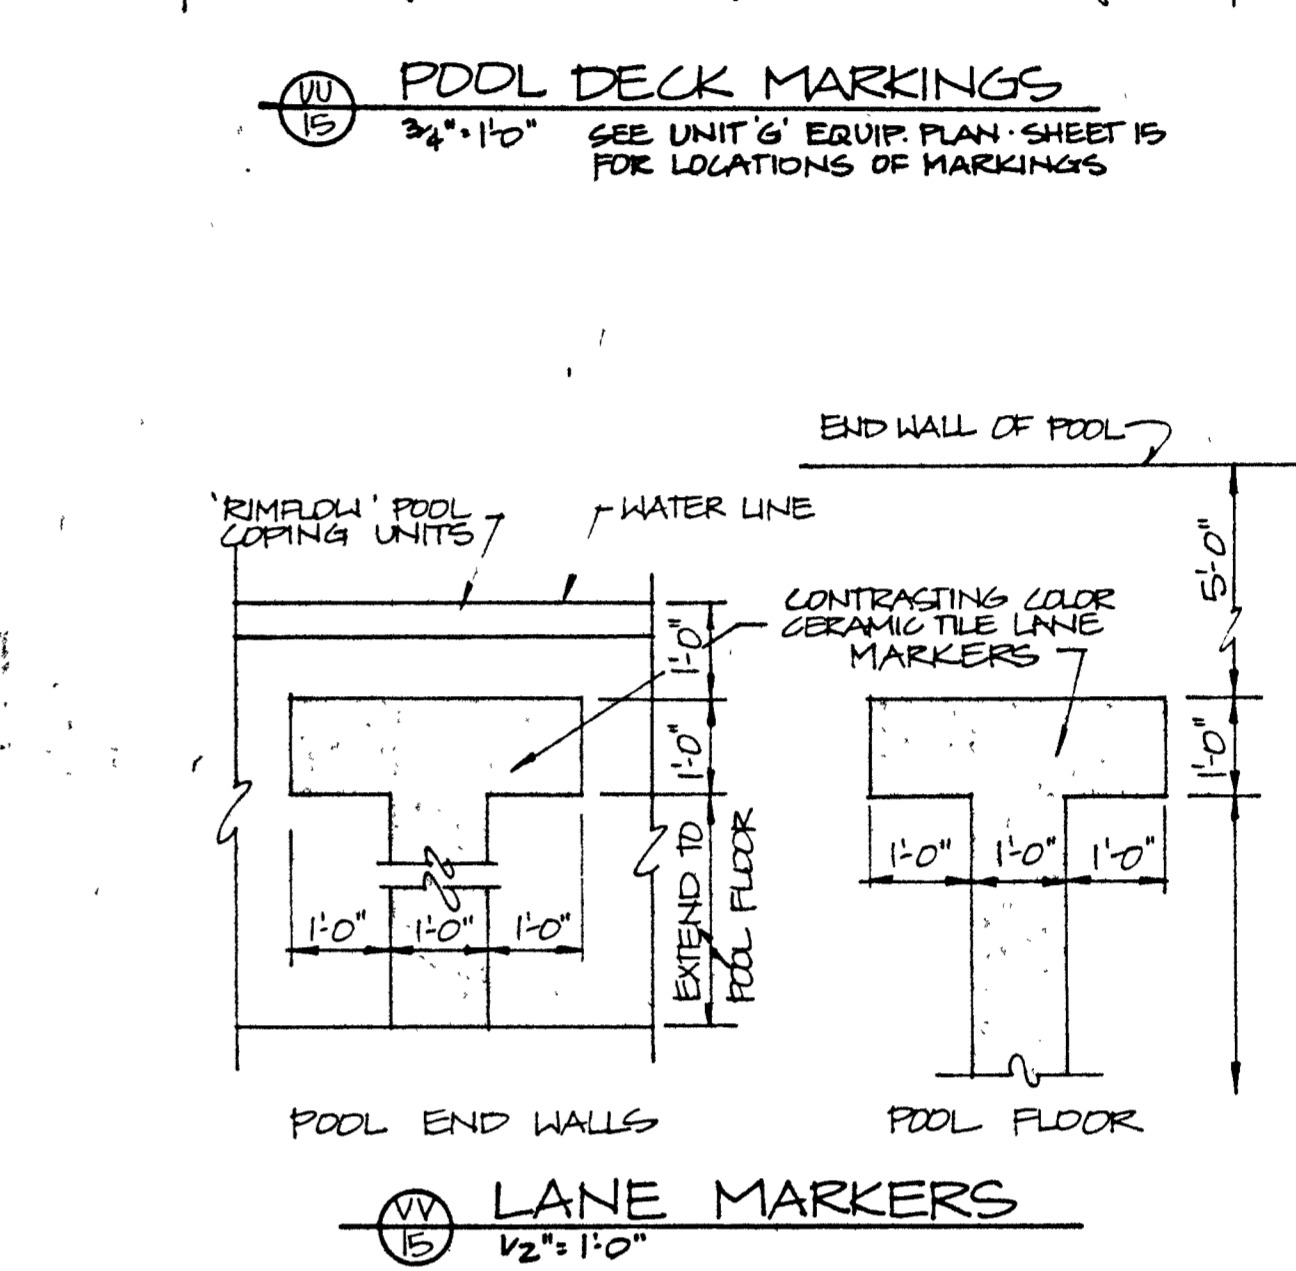 VU
15
POOL DECK MARKINGS
3/4"=1'-0"
SEE UNIT 'G' EQUIP. PLAN · SHEET 15
FOR LOCATIONS OF MARKINGS
END WALL OF POOL
'RIMFLOW' POOL
COPING UNITS
WATER LINE
5'-0"
CONTRASTING COLOR
CERAMIC TILE LANE
MARKERS
1'-0"
1'-0"
1'-0"
EXTEND TO
POOL FLOOR
1'-0"
1'-0"
1'-0"
1'-0"
1'-0"
1'-0"
POOL END WALLS
POOL FLOOR
VV
15
LANE MARKERS
1/2"=1'-0"